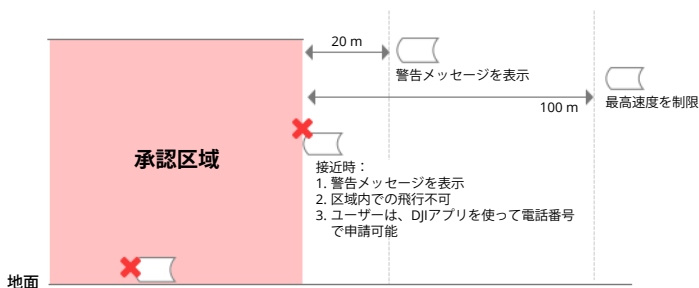 20 m
警告メッセージを表示
100 m
最高速度を制限
承認区域
接近時：
1. 警告メッセージを表示
2. 区域内での飛行不可
3. ユーザーは、DJIアプリを使って電話番号
で申請可能
地面